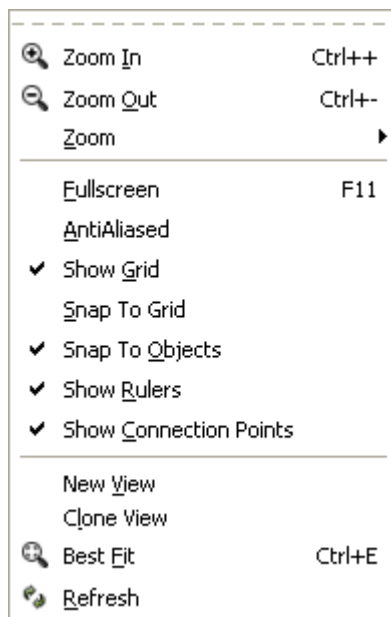 Zoom In Ctrl++
Zoom Out Ctrl+-
Zoom
Fullscreen F11
AntiAliased
Show Grid
Snap To Grid
Snap To Objects
Show Rulers
Show Connection Points
New View
Clone View
Best Fit Ctrl+E
Refresh